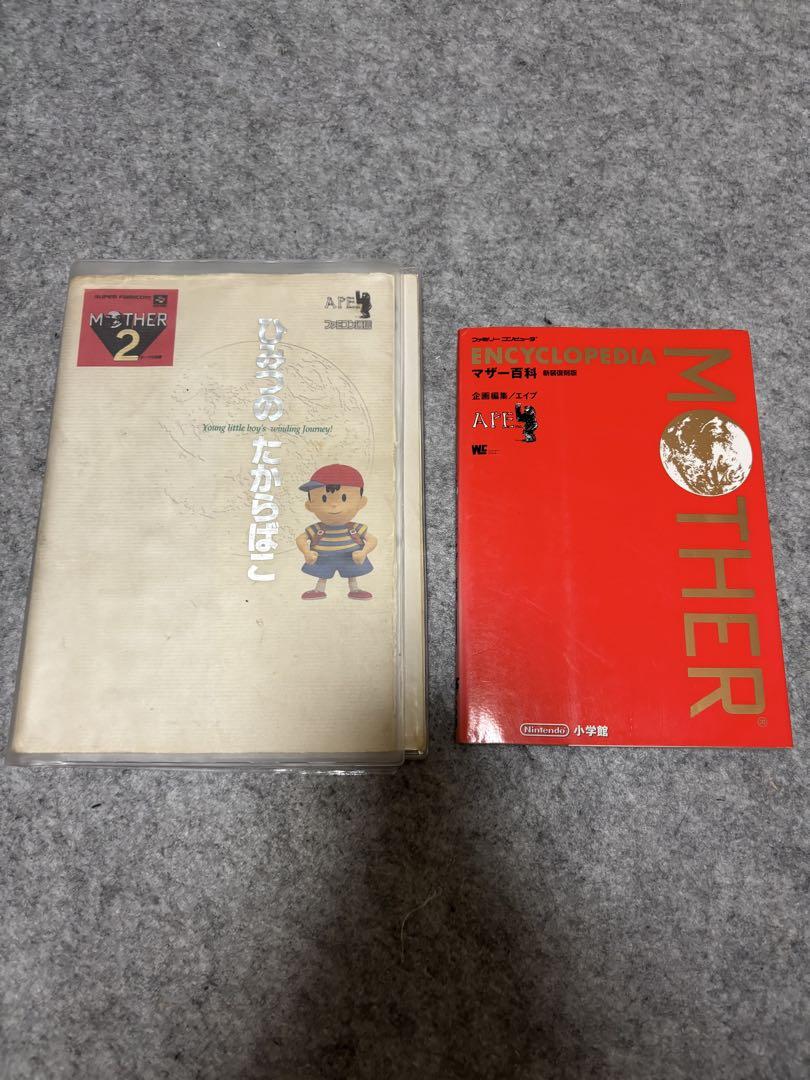 SUPER FAMICOM
MOTHER
2
APE
ファミコン通信
ひみつのたからばこ
Young little boy's winding Journey!
ファミリー コンピュータ
ENCYCLOPEDIA
マザー百科 新装復刻版
企画編集/エイプ
APE
MOTHER
Nintendo 小学館